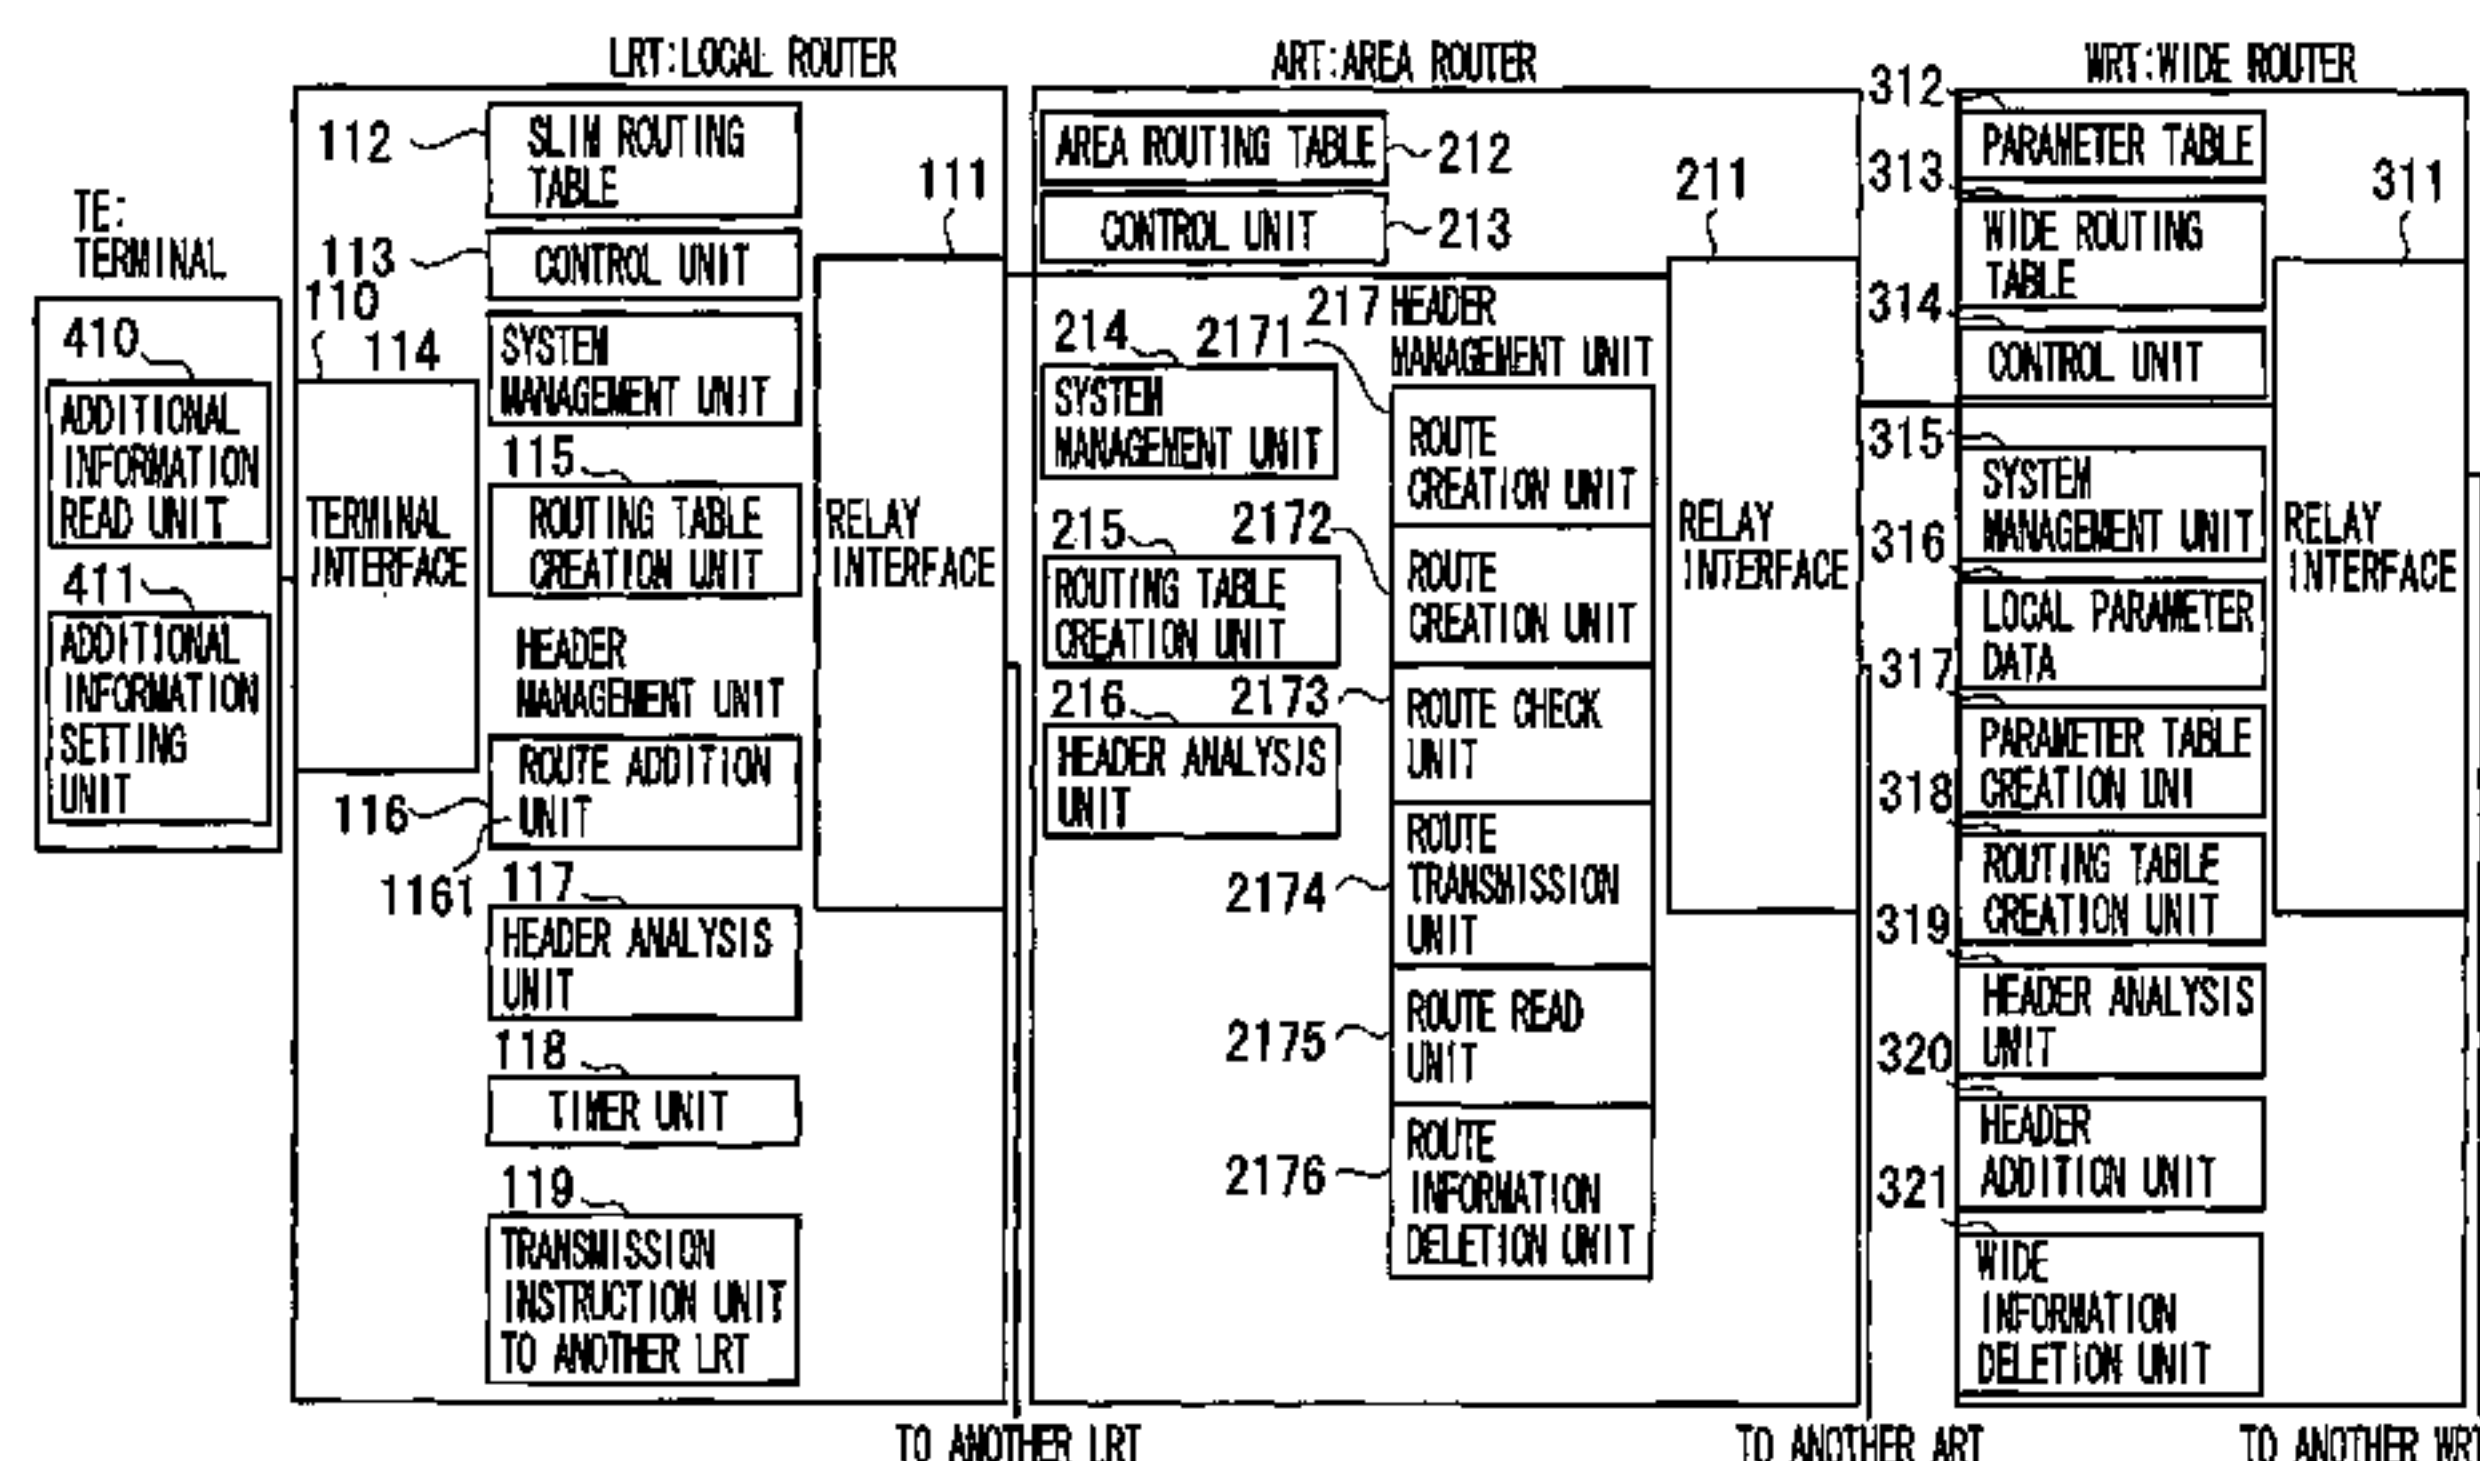 TE:
TERMINAL
410
ADDITIONAL
INFORMATION
READ UNIT
411
ADDITIONAL
INFORMATION
SETTING
UNIT
LRT:LOCAL ROUTER
110
TERMINAL
INTERFACE
112
SLIM ROUTING
TABLE
113
CONTROL UNIT
114
SYSTEM
MANAGEMENT UNIT
115
ROUTING TABLE
CREATION UNIT
HEADER
MANAGEMENT UNIT
116
ROUTE ADDITION
UNIT
1161
117
HEADER ANALYSIS
UNIT
118
TIMER UNIT
119
TRANSMISSION
INSTRUCTION UNIT
TO ANOTHER LRT
111
RELAY
INTERFACE
TO ANOTHER LRT
ART:AREA ROUTER
AREA ROUTING TABLE
212
CONTROL UNIT
213
214
SYSTEM
MANAGEMENT UNIT
215
ROUTING TABLE
CREATION UNIT
216
HEADER ANALYSIS
UNIT
217 HEADER
MANAGEMENT UNIT
2171
ROUTE
CREATION UNIT
2172
ROUTE
CREATION UNIT
2173
ROUTE CHECK
UNIT
2174
ROUTE
TRANSMISSION
UNIT
2175
ROUTE READ
UNIT
2176
ROUTE
INFORMATION
DELETION UNIT
211
RELAY
INTERFACE
TO ANOTHER ART
WRT:WIDE ROUTER
312
PARAMETER TABLE
313
WIDE ROUTING
TABLE
314
CONTROL UNIT
315
SYSTEM
MANAGEMENT UNIT
316
LOCAL PARAMETER
DATA
317
PARAMETER TABLE
CREATION UNI
318
ROUTING TABLE
CREATION UNIT
319
HEADER ANALYSIS
UNIT
320
HEADER
ADDITION UNIT
321
WIDE
INFORMATION
DELETION UNIT
311
RELAY
INTERFACE
TO ANOTHER WRT